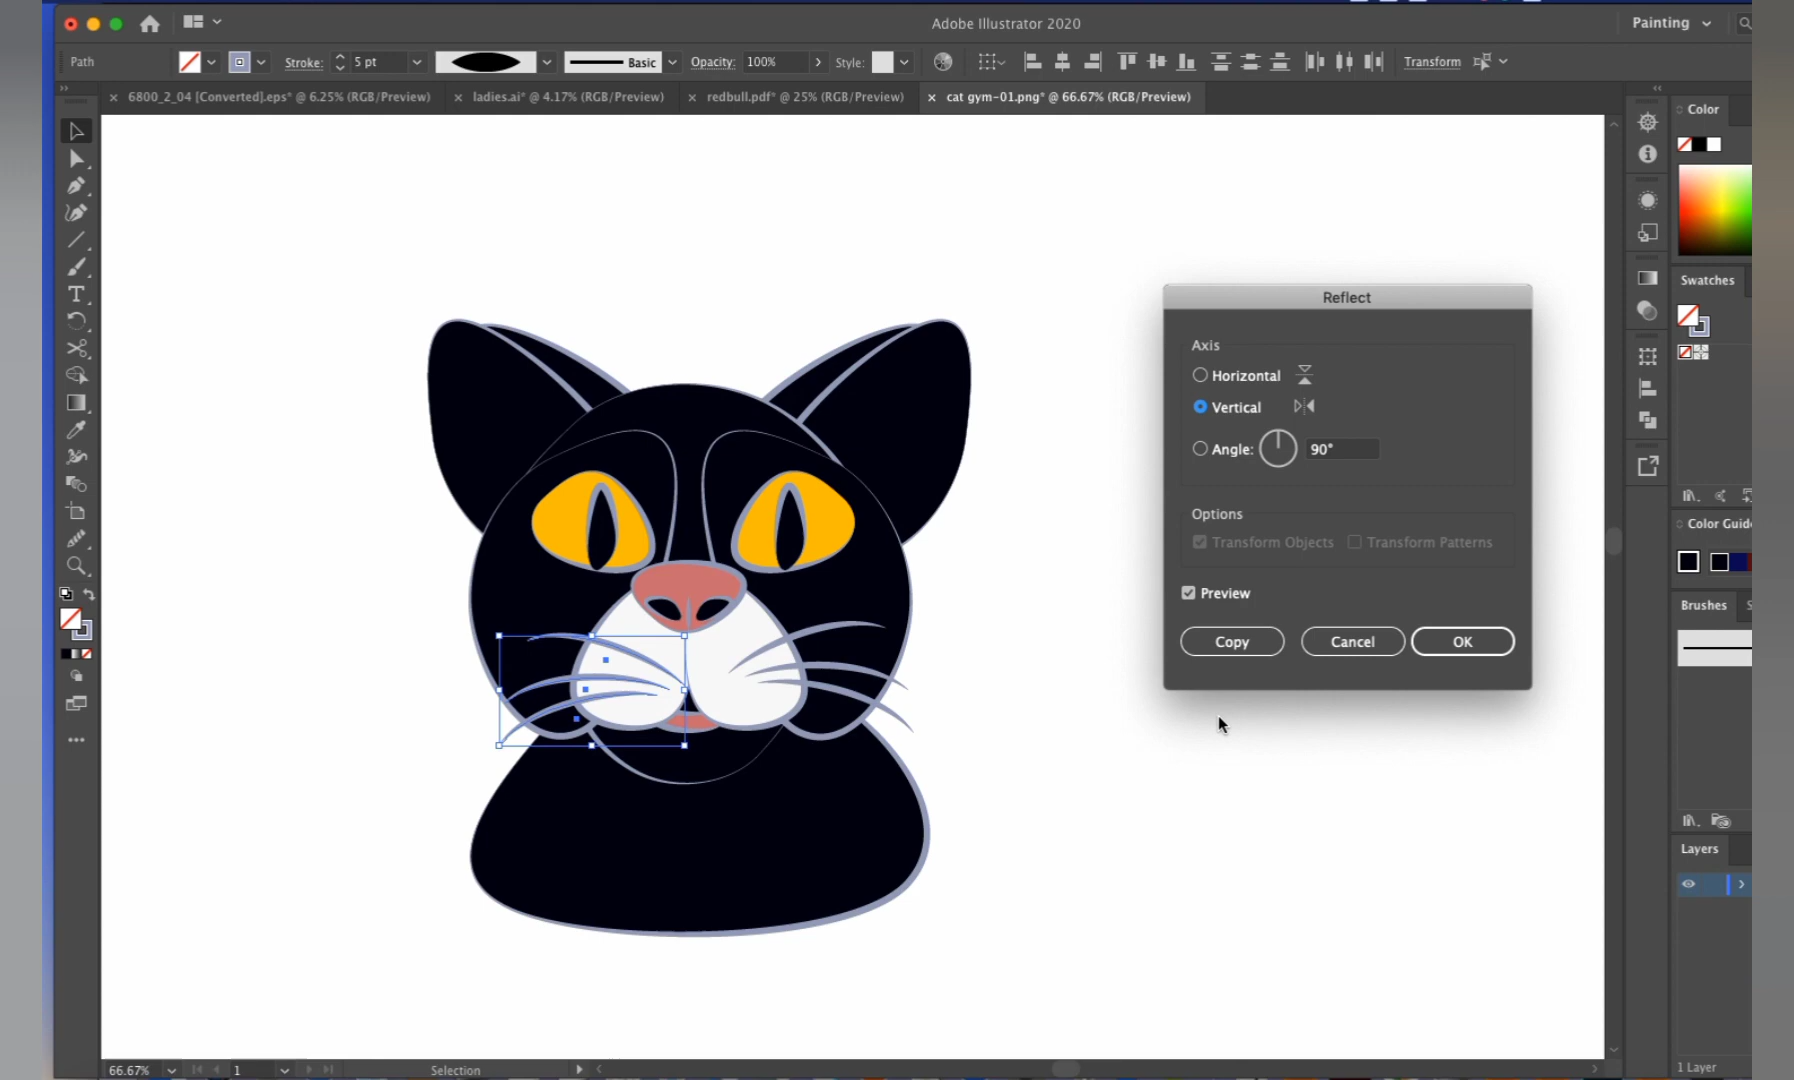 Adobe Illustrator 2020
Painting
Path
Stroke:
5 pt
Basic
Opacity:
100%
Style:
Transform
6800_2_04 [Converted].eps* @ 6.25% (RGB/Preview)
ladies.ai* @ 4.17% (RGB/Preview)
redbull.pdf* @ 25% (RGB/Preview)
cat gym-01.png* @ 66.67% (RGB/Preview)
Color
Swatches
Reflect
Axis
Horizontal
Vertical
Angle:
90°
Options
Transform Objects
Transform Patterns
Preview
Copy
Cancel
OK
Color Guide
Brushes
S
Layers
1 Layer
66.67%
1
Selection